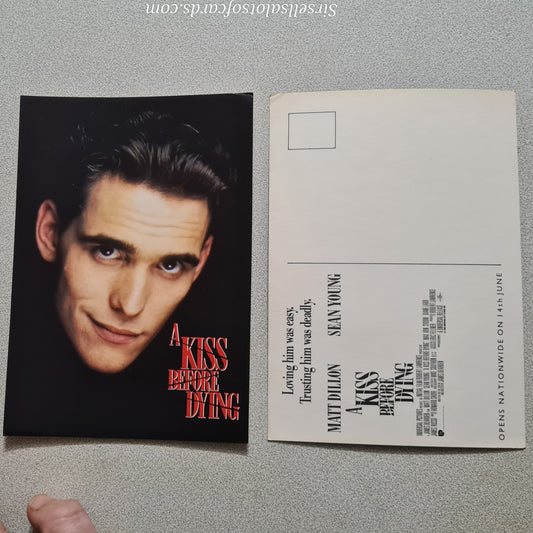 Sirsellsalotsofcards.com
A
KISS
BEFORE
DYING
Loving him was easy,
Trusting him was deadly.
MATT DILLON SEAN YOUNG
A
KISS
BEFORE
DYING
OPENS NATIONWIDE ON 14th JUNE